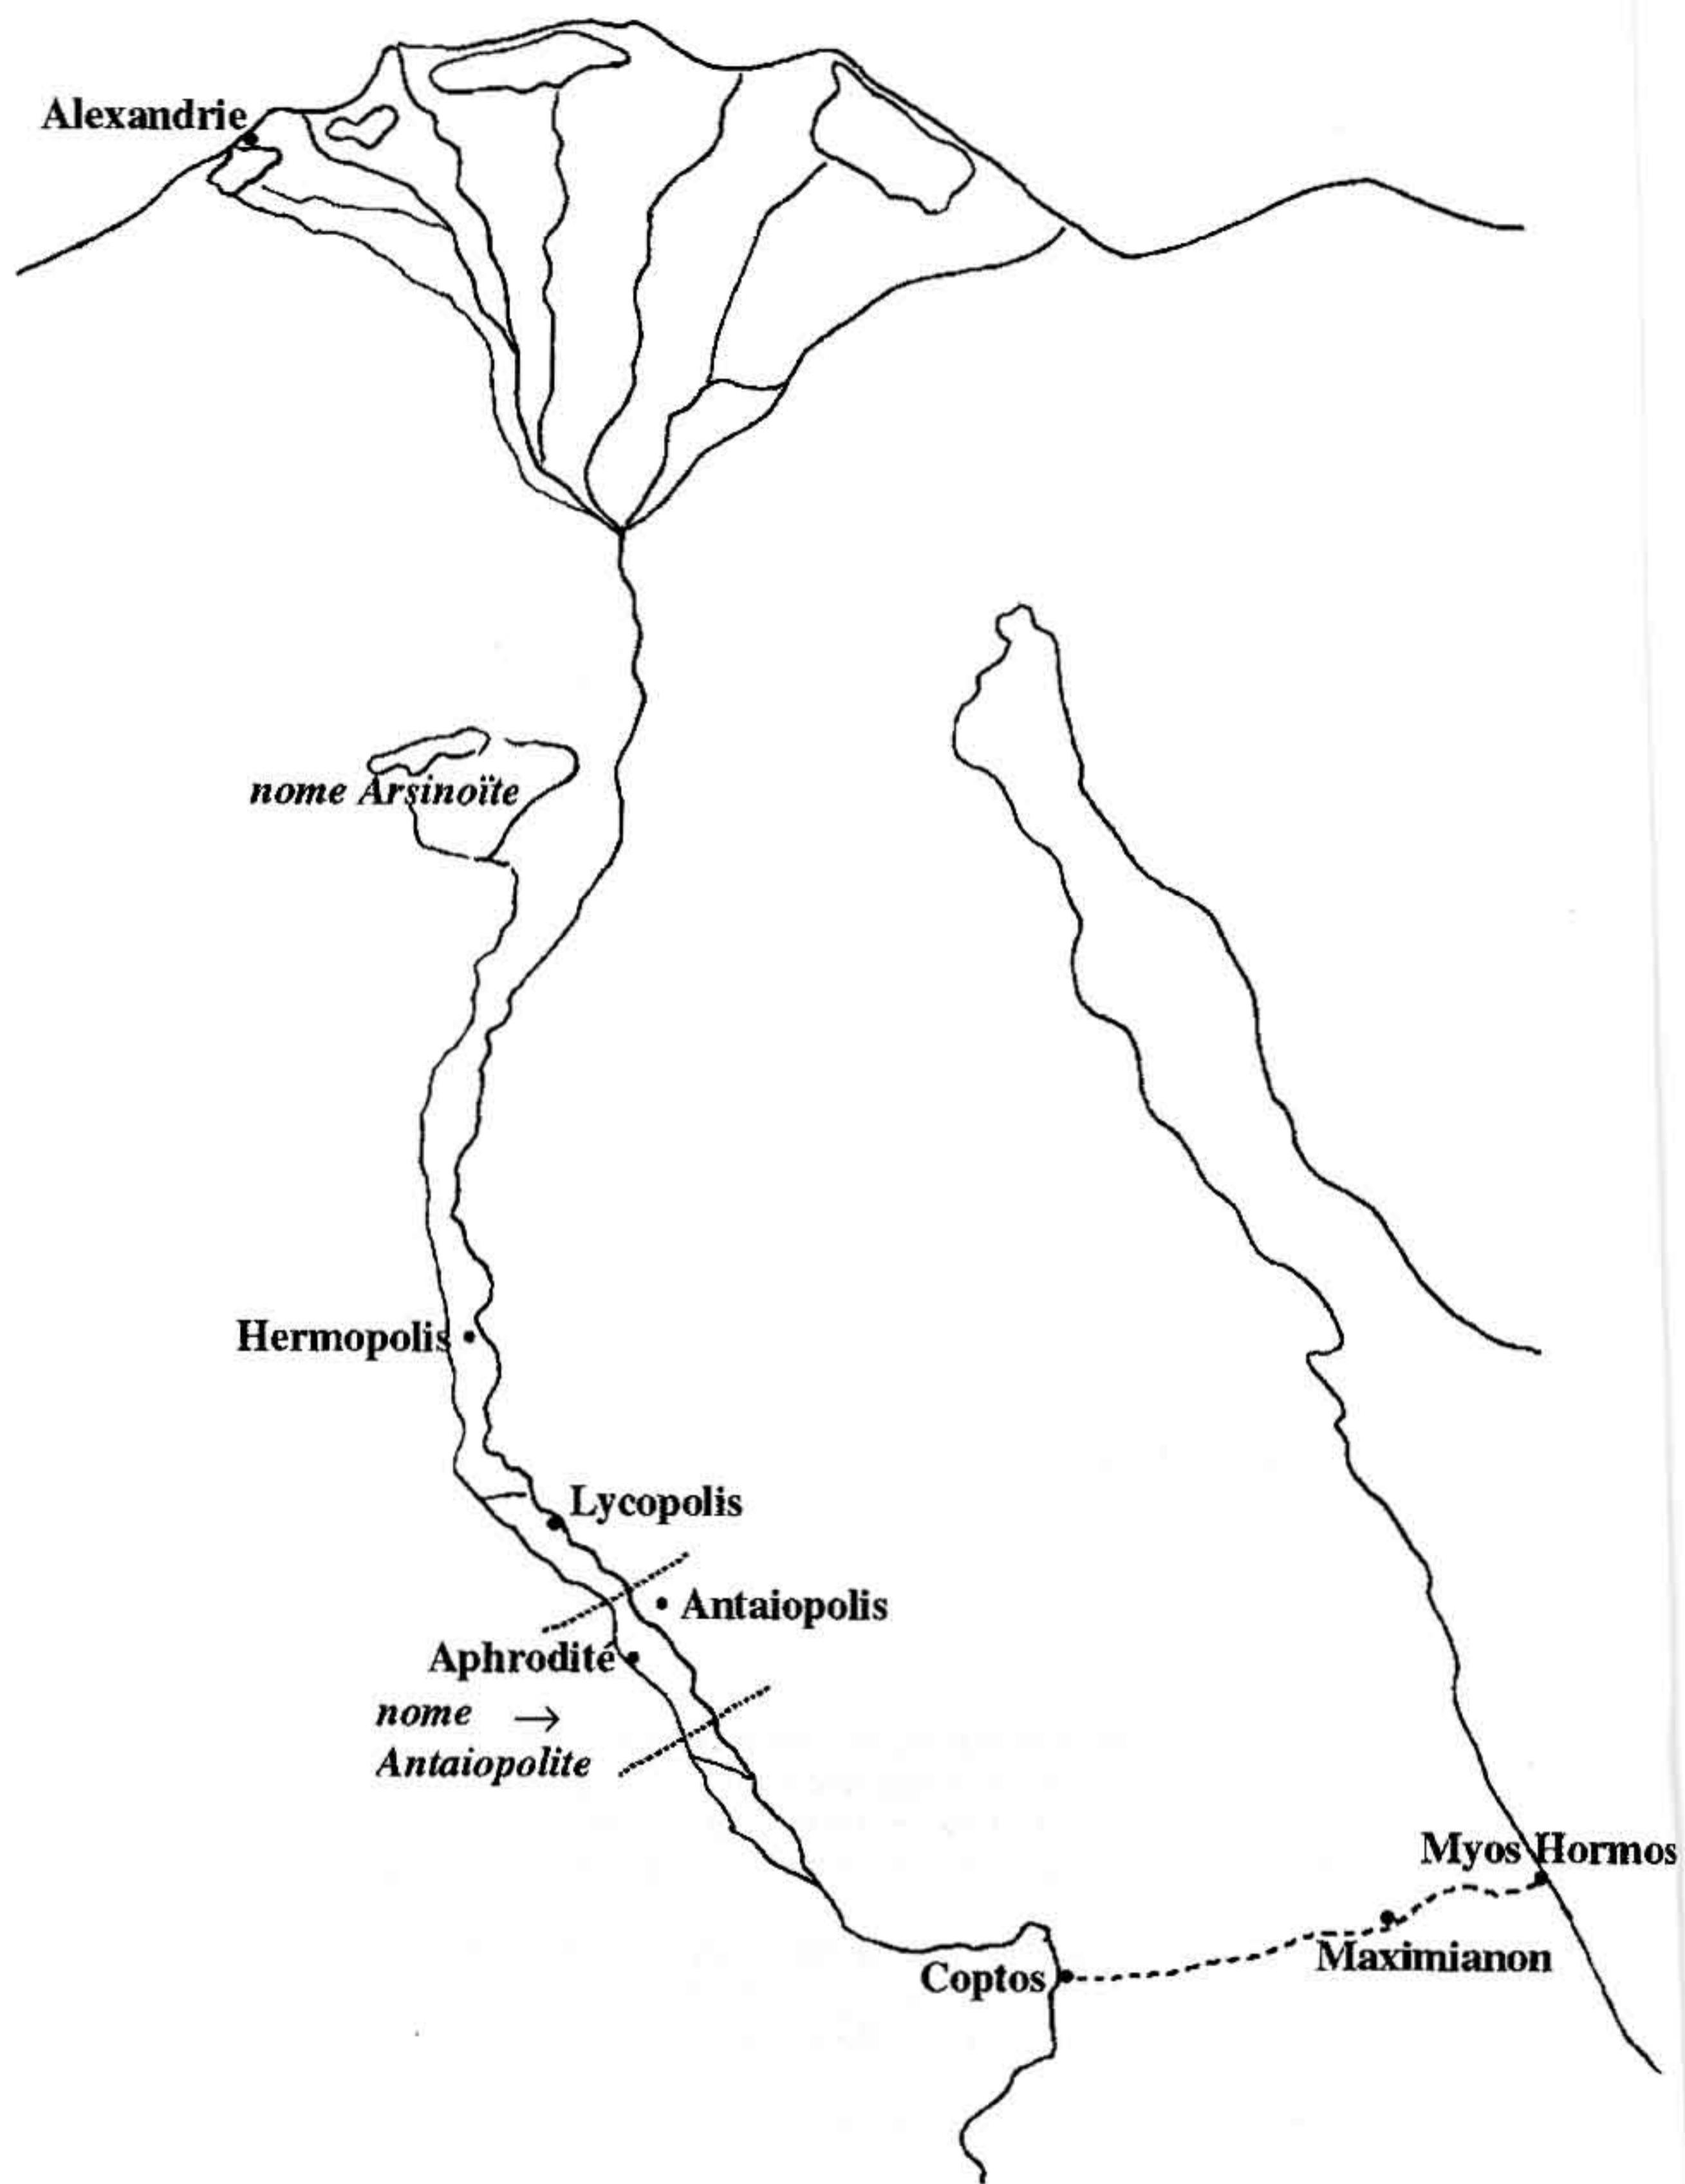 Alexandrie
nome Arsinoïte
Hermopolis
Lycopolis
Antaiopolis
Aphrodité
nome →
Antaiopolite
Myos Hormos
Maximianon
Coptos